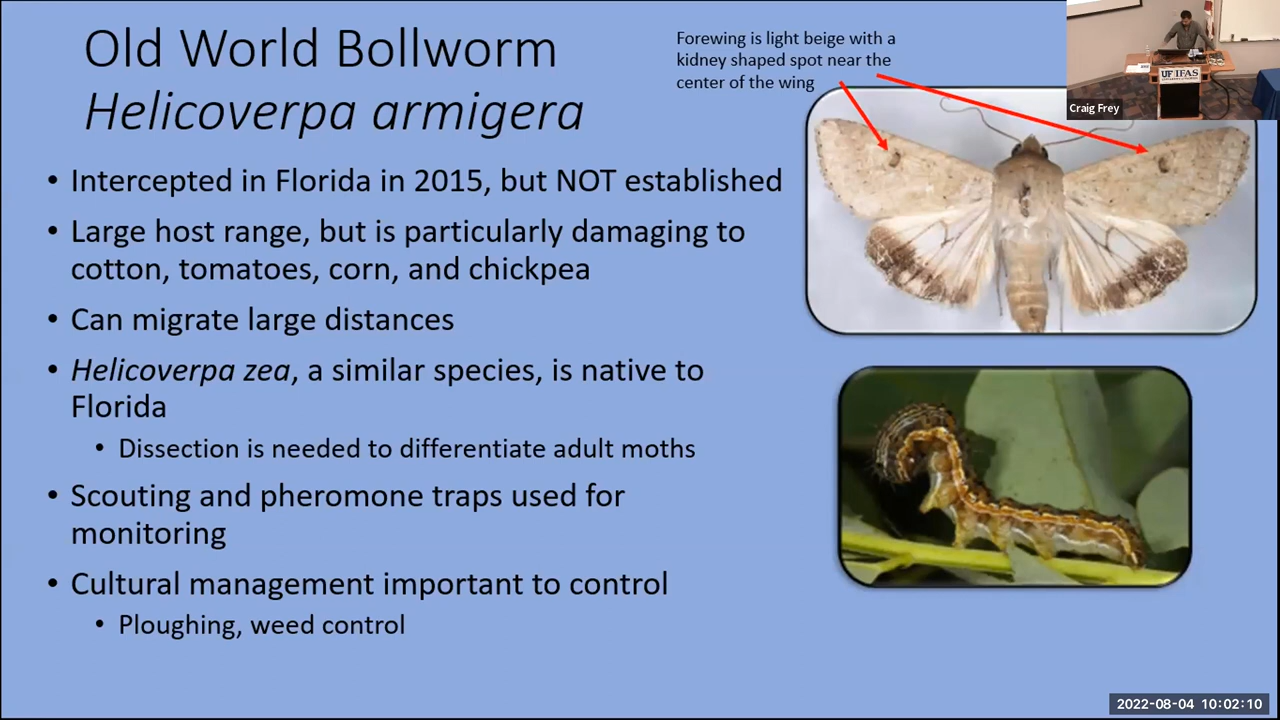 Old World Bollworm
Helicoverpa armigera
Forewing is light beige with a
kidney shaped spot near the
center of the wing
• Intercepted in Florida in 2015, but NOT established
• Large host range, but is particularly damaging to
cotton, tomatoes, corn, and chickpea
• Can migrate large distances
• Helicoverpa zea, a similar species, is native to
Florida
• Dissection is needed to differentiate adult moths
• Scouting and pheromone traps used for
monitoring
• Cultural management important to control
• Ploughing, weed control
UF|IFAS
Craig Frey
2022-08-04 10:02:10